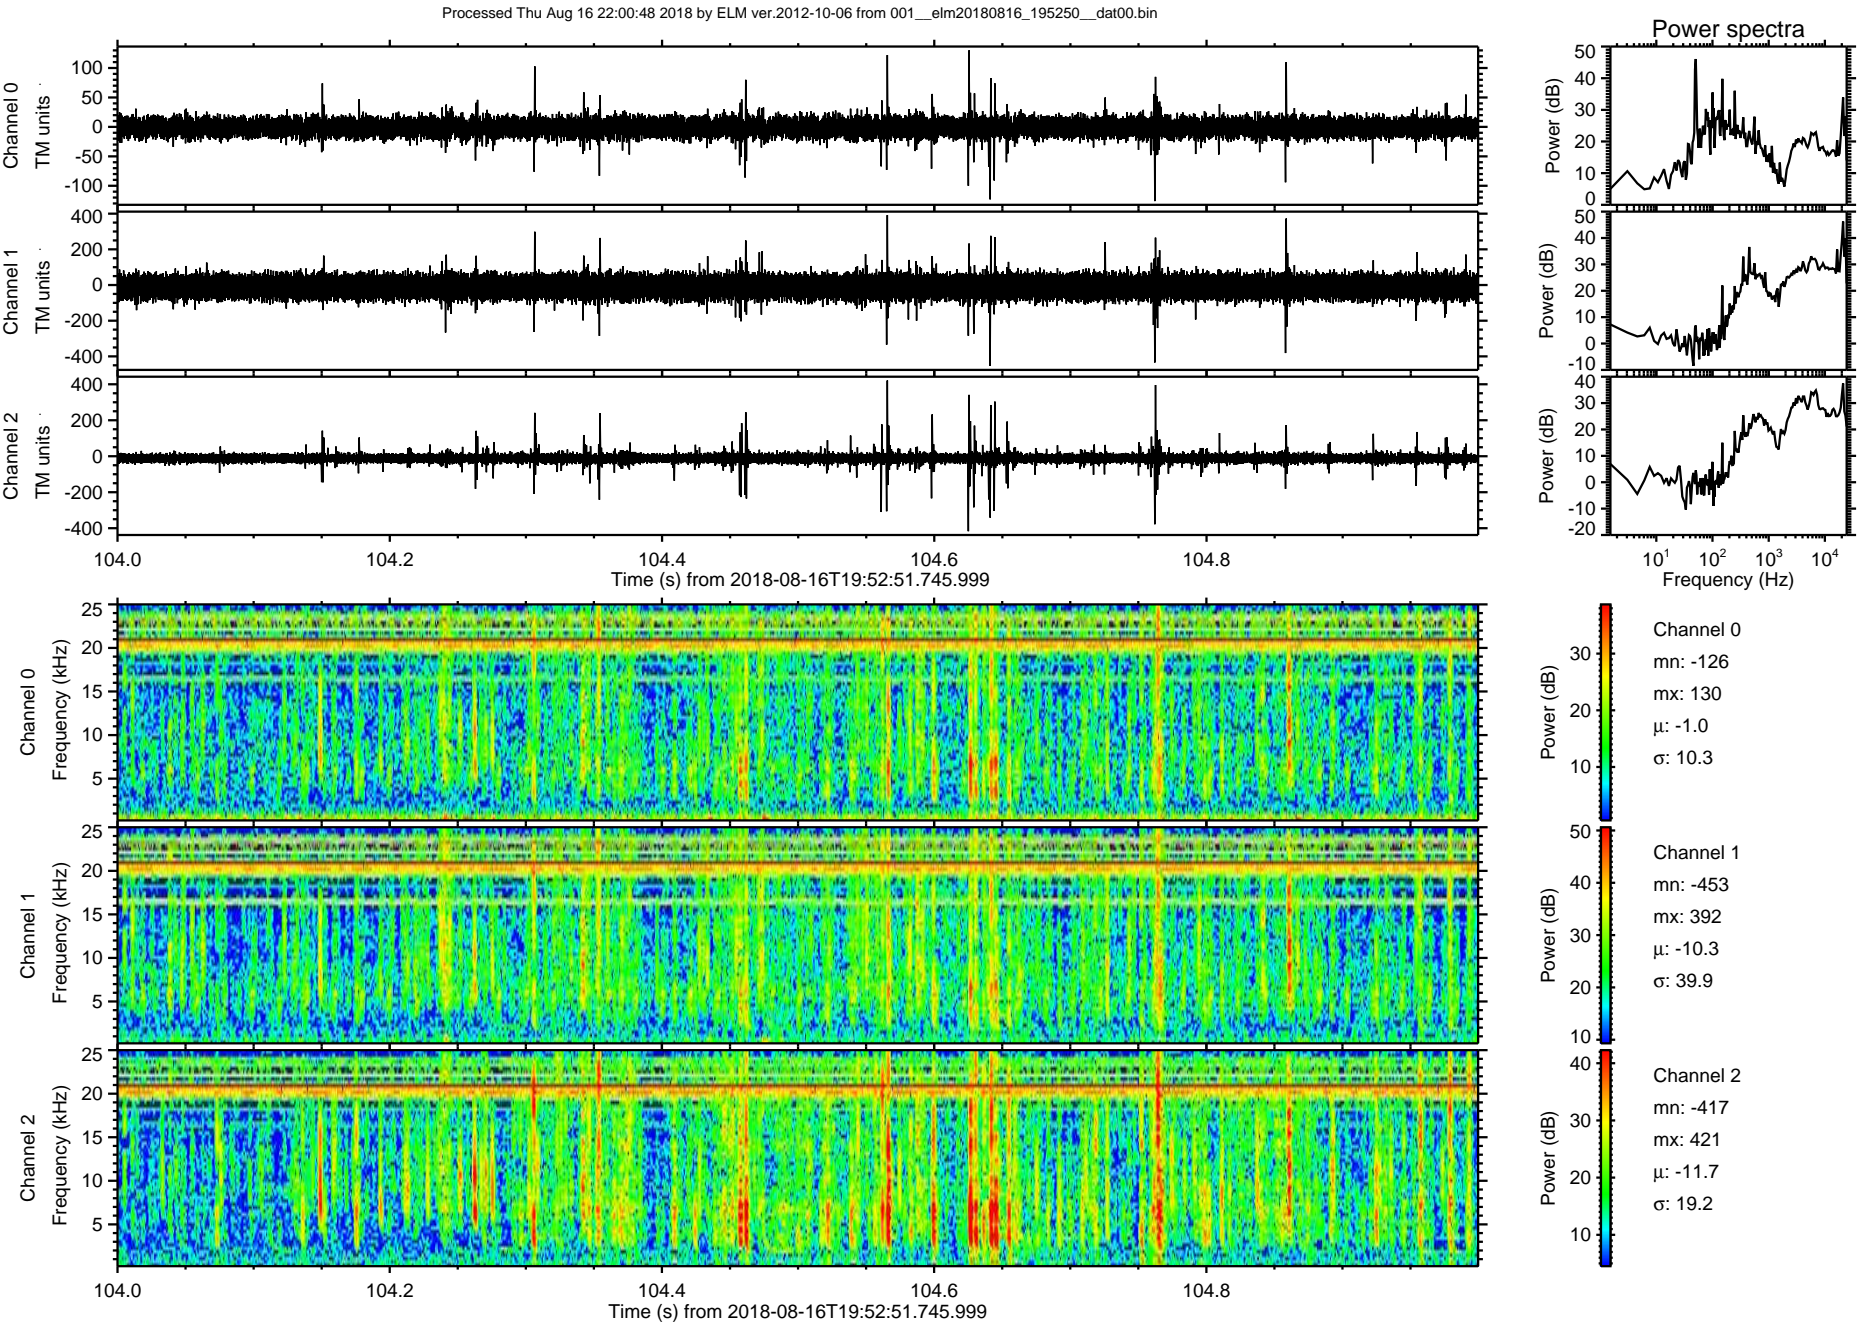 Processed Thu Aug 16 22:00:48 2018 by ELM ver.2012-10-06 from 001__elm20180816_195250__dat00.bin
Power spectra
Channel 0
TM units
100
50
0
-50
-100
Power (dB)
50
40
30
20
10
0
Channel 1
TM units
400
200
0
-200
-400
Power (dB)
50
40
30
20
10
0
-10
Channel 2
TM units
400
200
0
-200
-400
Power (dB)
40
30
20
10
0
-10
-20
104.0 104.2 104.4 104.6 104.8
Time (s) from 2018-08-16T19:52:51.745.999
10¹ 10² 10³ 10⁴
Frequency (Hz)
Channel 0
Frequency (kHz)
25
20
15
10
5
Power (dB)
30
20
10
Channel 0
mn: -126
mx: 130
μ: -1.0
σ: 10.3
Channel 1
Frequency (kHz)
25
20
15
10
5
Power (dB)
50
40
30
20
10
Channel 1
mn: -453
mx: 392
μ: -10.3
σ: 39.9
Channel 2
Frequency (kHz)
25
20
15
10
5
Power (dB)
40
30
20
10
Channel 2
mn: -417
mx: 421
μ: -11.7
σ: 19.2
104.0 104.2 104.4 104.6 104.8
Time (s) from 2018-08-16T19:52:51.745.999